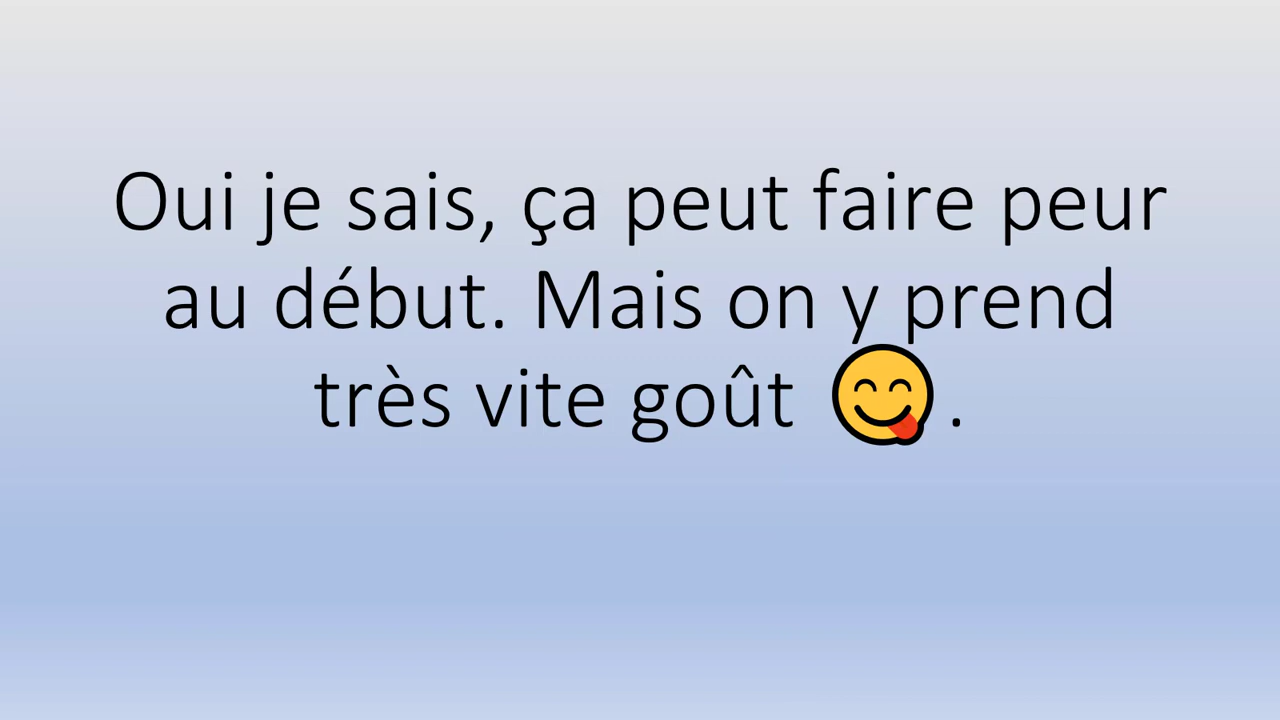 Oui je sais, ça peut faire peur
au début. Mais on y prend
très vite goût 😋.